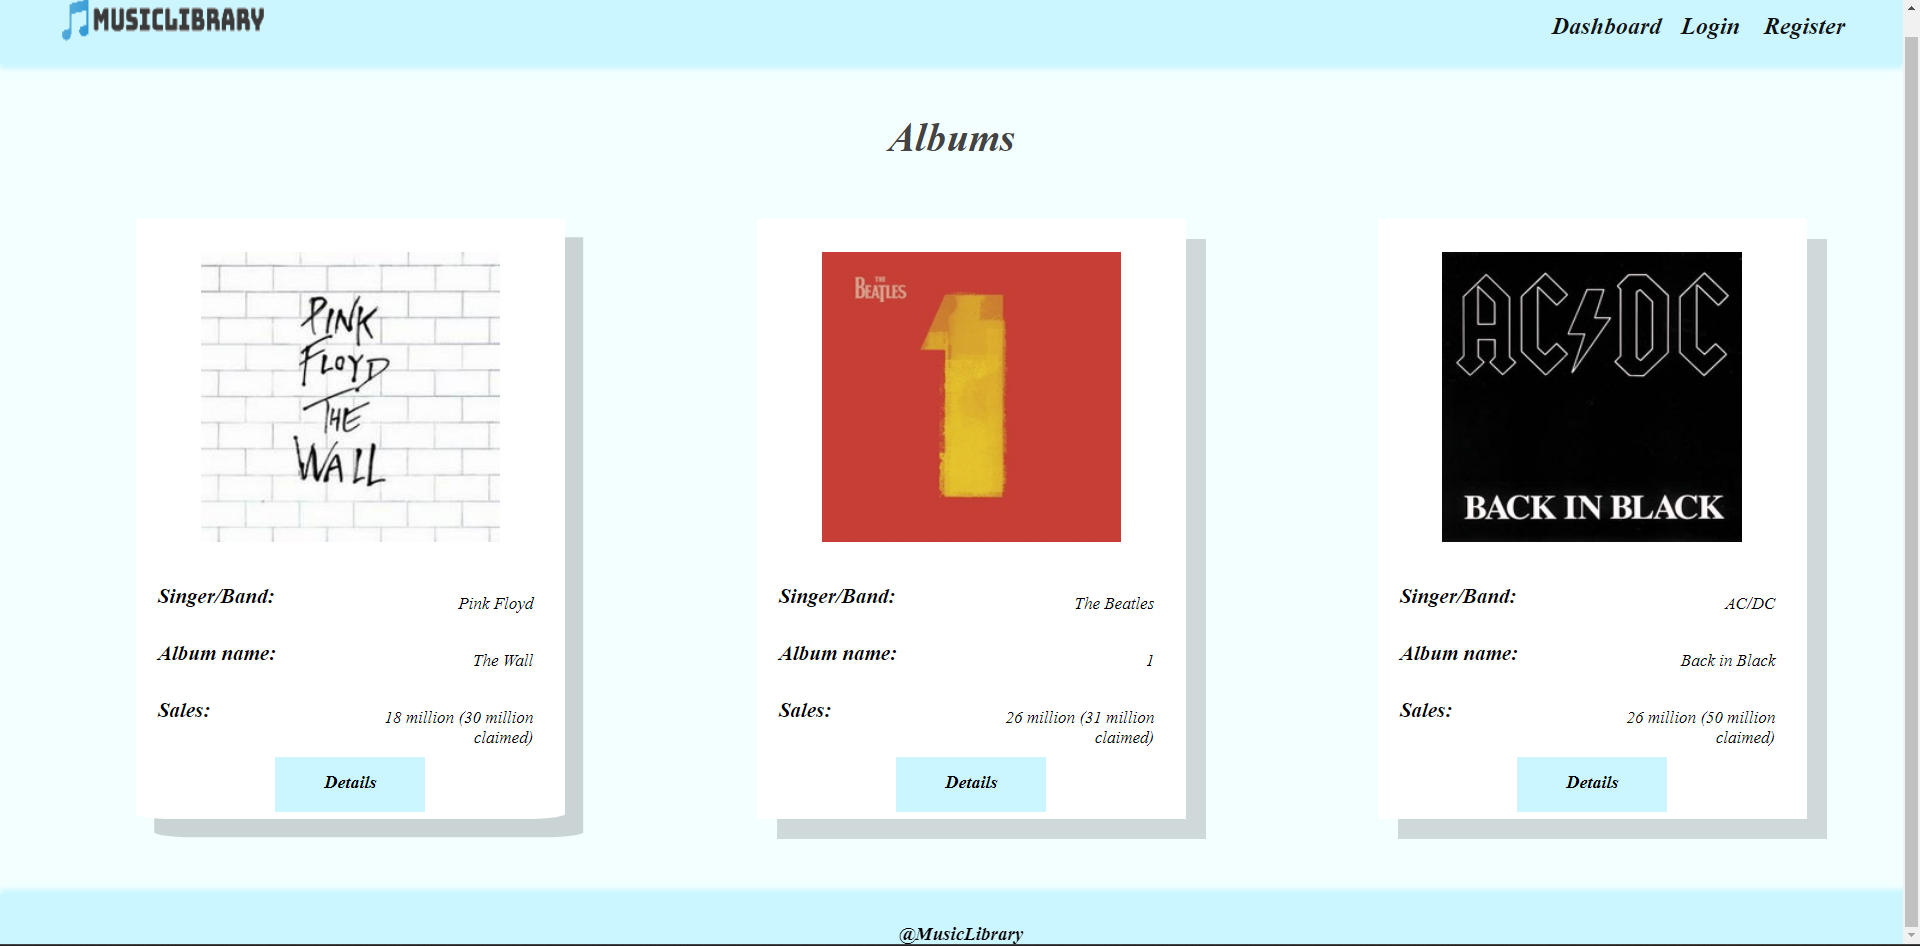 MUSICLIBRARY
Dashboard Login Register
Albums
PINK
FLOYD
THE
WALL
Singer/Band: Pink Floyd
Album name: The Wall
Sales: 18 million (30 million
claimed)
Details
THE
BEATLES
1
Singer/Band: The Beatles
Album name: 1
Sales: 26 million (31 million
claimed)
Details
AC DC
BACK IN BLACK
Singer/Band: AC/DC
Album name: Back in Black
Sales: 26 million (50 million
claimed)
Details
@MusicLibrary